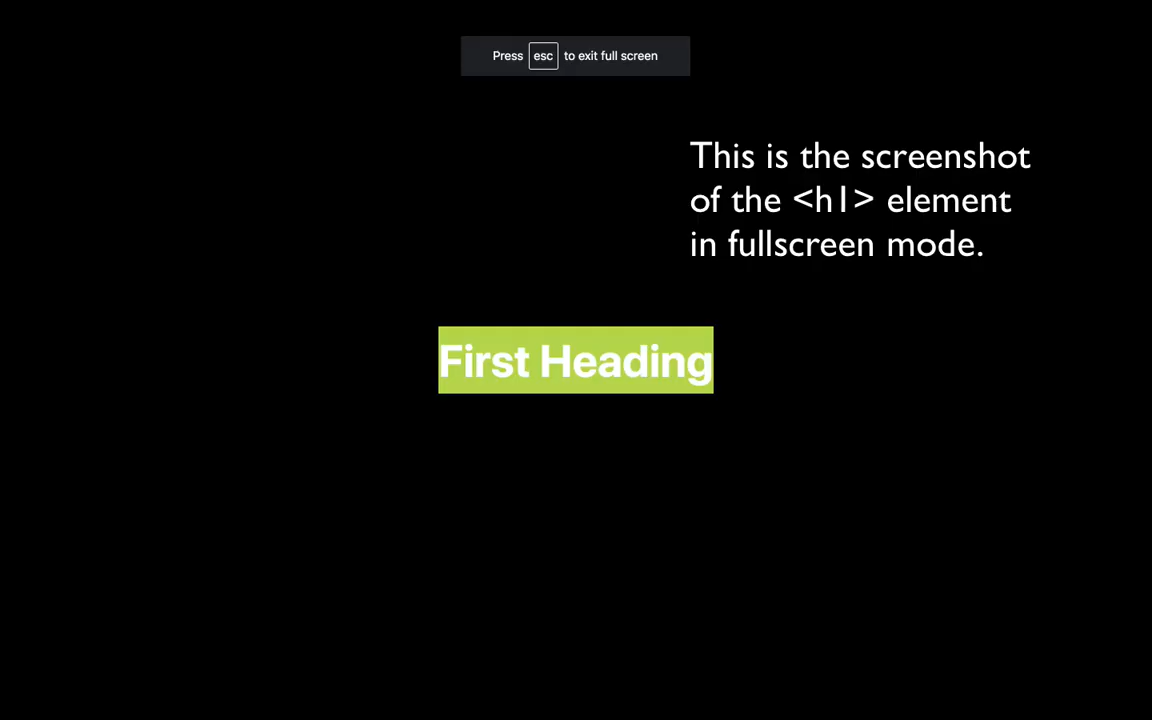 Press esc to exit full screen
This is the screenshot
of the <h1> element
in fullscreen mode.
First Heading